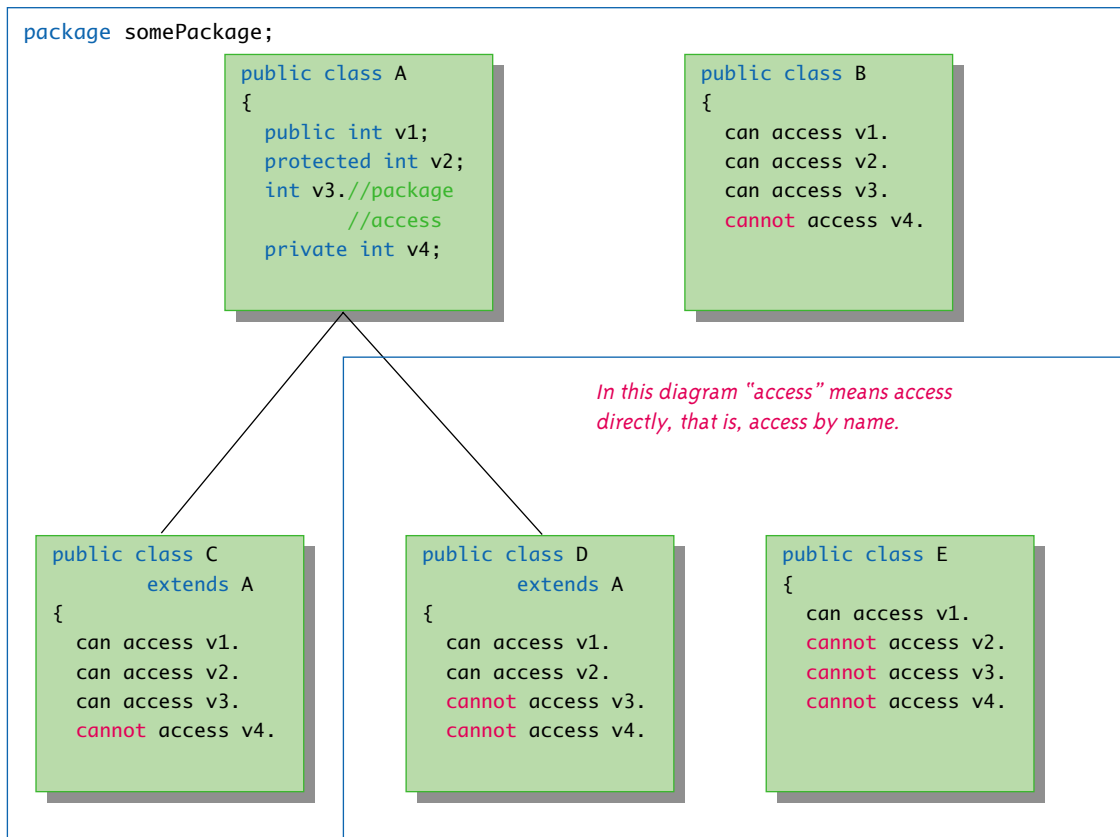 package somePackage;
public class A
{
public int v1;
protected int v2;
int v3.//package
//access
private int v4;
public class B
{
can access v1.
can access v2.
can access v3.
cannot access v4.
In this diagram “access” means access
directly, that is, access by name.
public class C
extends A
{
can access v1.
can access v2.
can access v3.
cannot access v4.
public class D
extends A
{
can access v1.
can access v2.
cannot access v3.
cannot access v4.
public class E
{
can access v1.
cannot access v2.
cannot access v3.
cannot access v4.